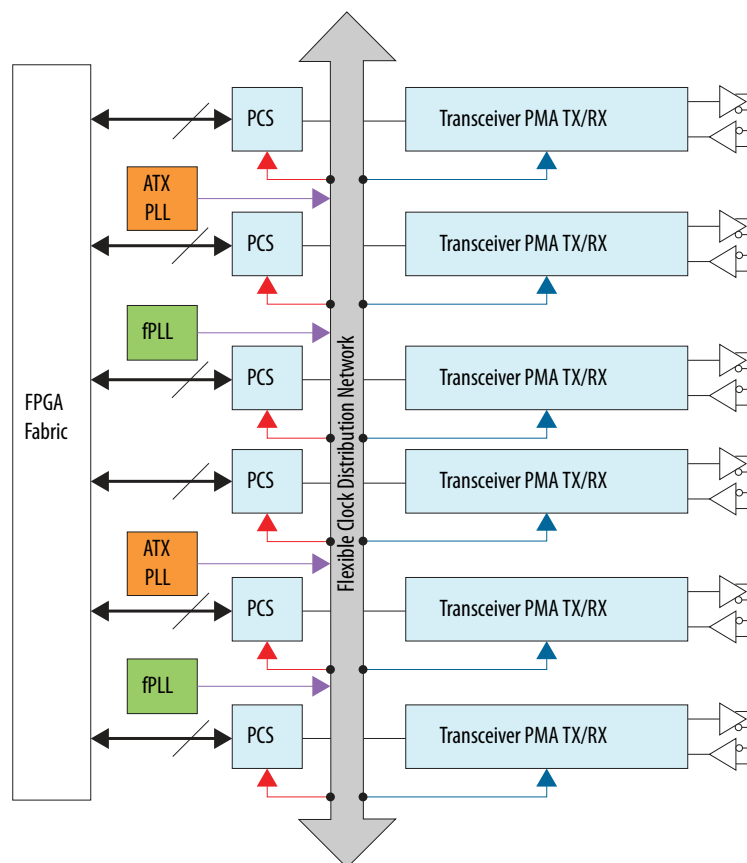 PCS
Transceiver PMA TX/RX
ATX
PLL
PCS
Transceiver PMA TX/RX
fPLL
PCS
Transceiver PMA TX/RX
FPGA
Fabric
Flexible Clock Distribution Network
PCS
Transceiver PMA TX/RX
ATX
PLL
PCS
Transceiver PMA TX/RX
fPLL
PCS
Transceiver PMA TX/RX